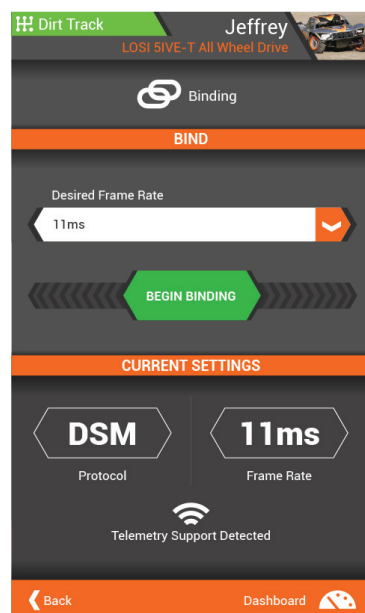 Dirt Track
Jeffrey
LOSI 5IVE-T All Wheel Drive
Binding
BIND
Desired Frame Rate
11ms
BEGIN BINDING
CURRENT SETTINGS
DSM
11ms
Protocol
Frame Rate
Telemetry Support Detected
Back
Dashboard